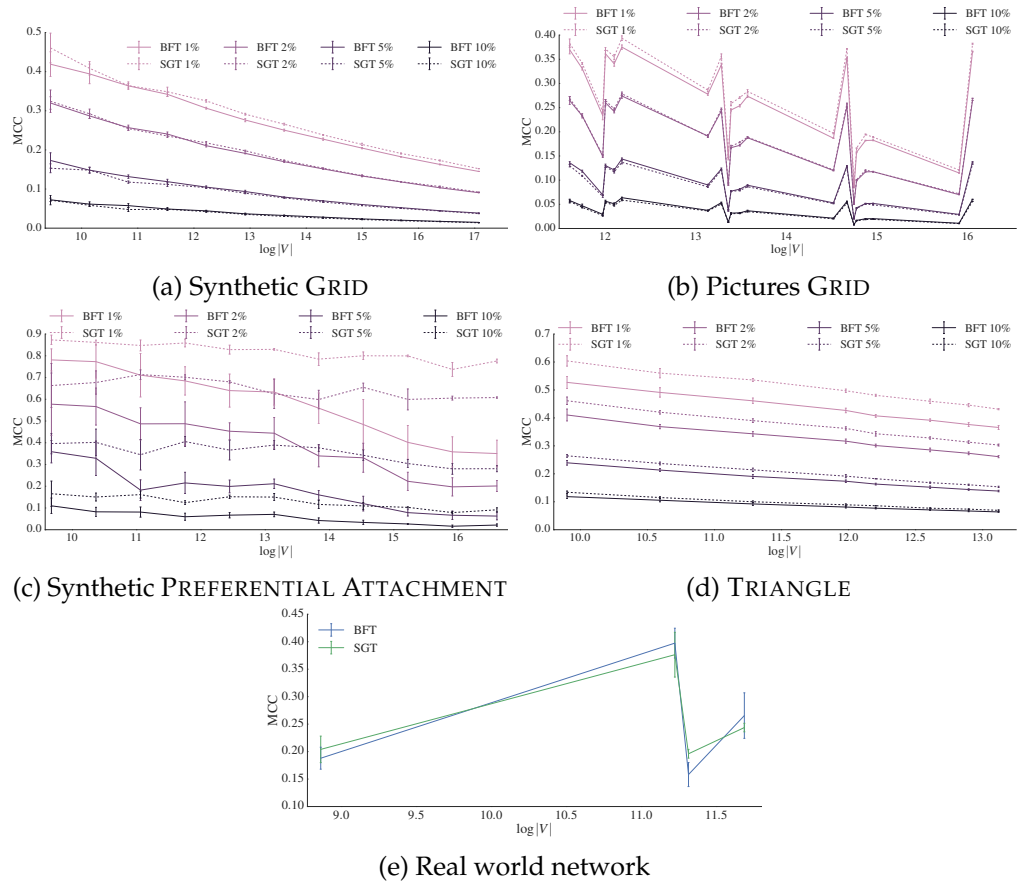 BFT 1% BFT 2% BFT 5% BFT 10%
SGT 1% SGT 2% SGT 5% SGT 10%
0.5
0.4
0.3
0.2
0.1
0.0
MCC
10 11 12 13 14 15 16 17
log|V|
(a) Synthetic GRID
BFT 1% BFT 2% BFT 5% BFT 10%
SGT 1% SGT 2% SGT 5% SGT 10%
0.40
0.35
0.30
0.25
0.20
0.15
0.10
0.05
0.00
MCC
12 13 14 15 16
log|V|
(b) Pictures GRID
BFT 1% BFT 2% BFT 5% BFT 10%
SGT 1% SGT 2% SGT 5% SGT 10%
0.9
0.8
0.7
0.6
0.5
0.4
0.3
0.2
0.1
0.0
MCC
10 11 12 13 14 15 16
log|V|
(c) Synthetic PREFERENTIAL ATTACHMENT
BFT 1% BFT 2% BFT 5% BFT 10%
SGT 1% SGT 2% SGT 5% SGT 10%
0.7
0.6
0.5
0.4
0.3
0.2
0.1
0.0
MCC
10.0 10.5 11.0 11.5 12.0 12.5 13.0
log|V|
(d) TRIANGLE
BFT
SGT
0.45
0.40
0.35
0.30
0.25
0.20
0.15
0.10
MCC
9.0 9.5 10.0 10.5 11.0 11.5
log|V|
(e) Real world network